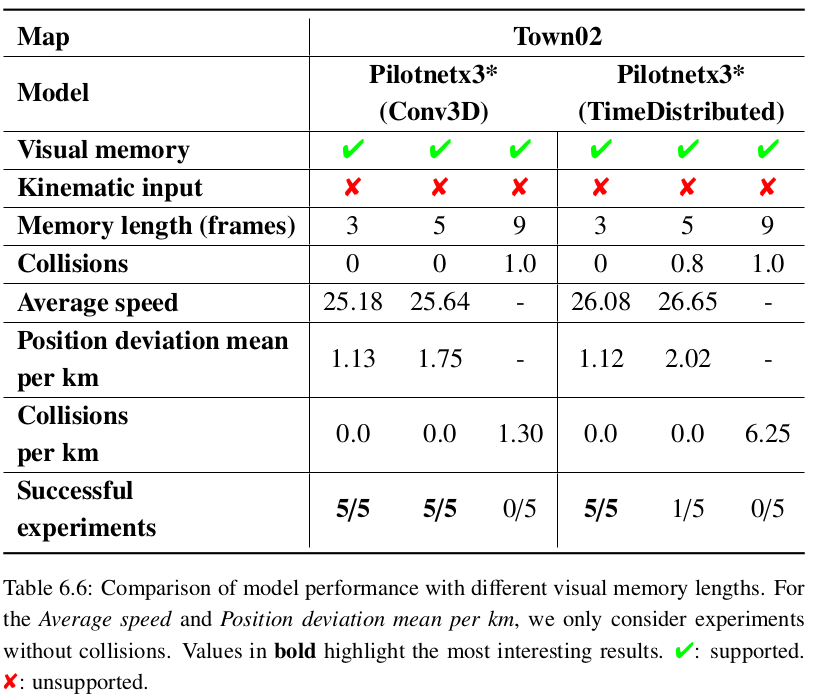 Map Town02
Model Pilotnetx3* (Conv3D) Pilotnetx3* (TimeDistributed)
Visual memory ✔ ✔ ✔ ✔ ✔ ✔
Kinematic input ✘ ✘ ✘ ✘ ✘ ✘
Memory length (frames) 3 5 9 3 5 9
Collisions 0 0 1.0 0 0.8 1.0
Average speed 25.18 25.64 - 26.08 26.65 -
Position deviation mean
per km 1.13 1.75 - 1.12 2.02 -
Collisions
per km 0.0 0.0 1.30 0.0 0.0 6.25
Successful
experiments 5/5 5/5 0/5 5/5 1/5 0/5
Table 6.6: Comparison of model performance with different visual memory lengths. For
the Average speed and Position deviation mean per km, we only consider experiments
without collisions. Values in bold highlight the most interesting results. ✔: supported.
✘: unsupported.